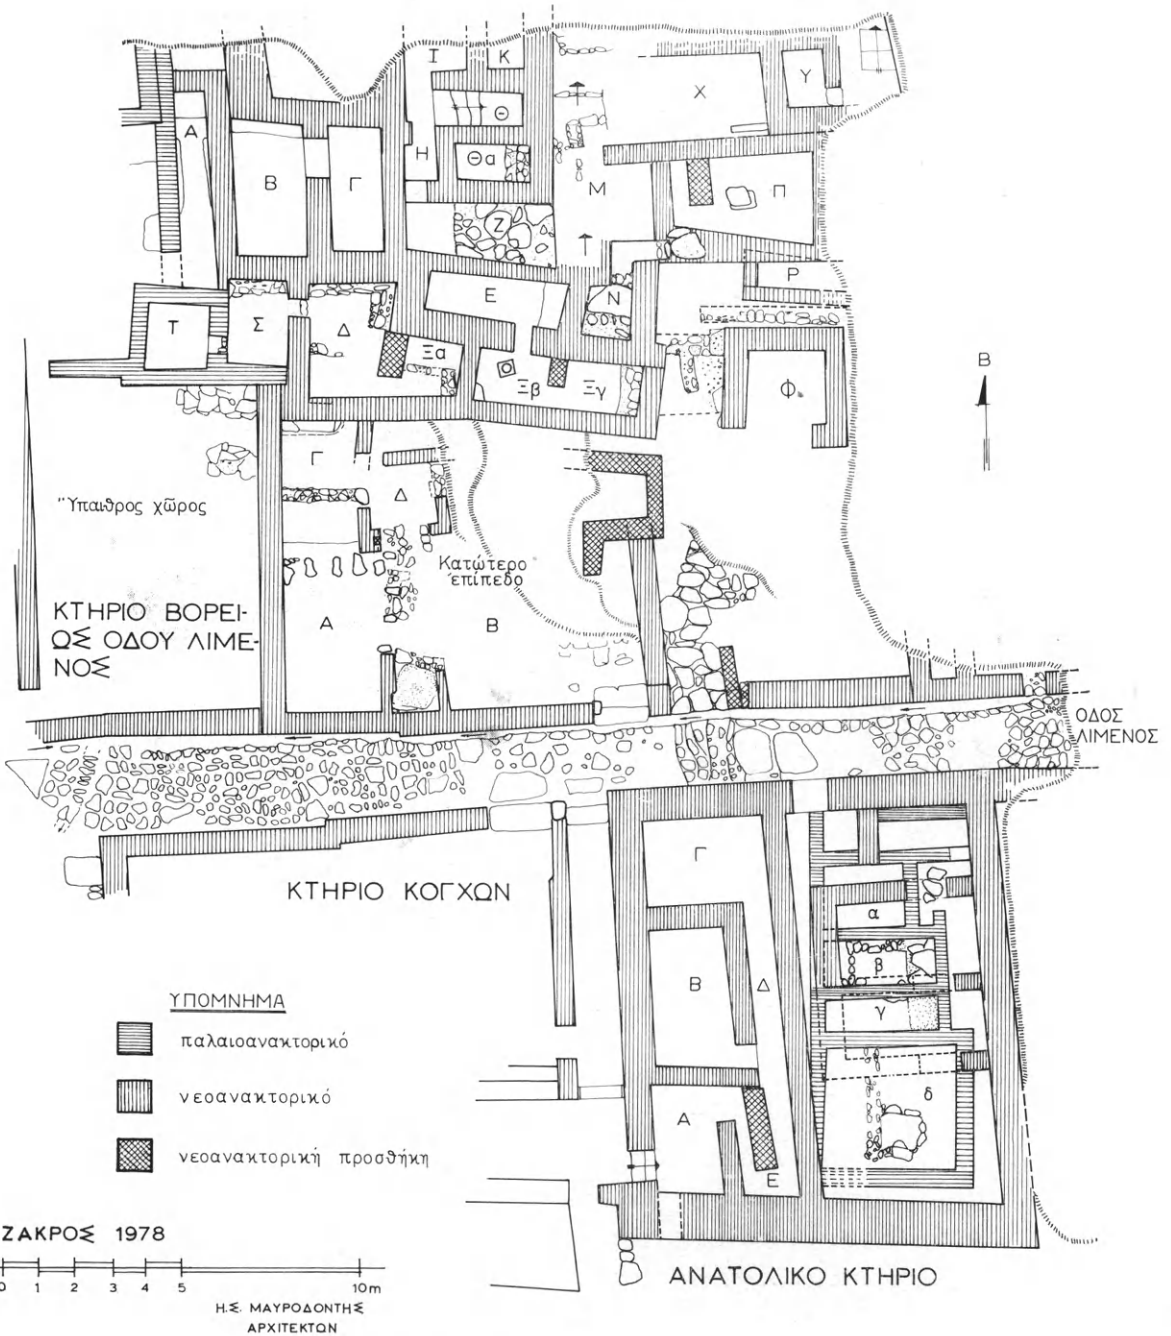 Ι
Κ
Χ
Υ
Α
Θ
Β
Γ
Η
Θα
Μ
Π
Ζ
Ρ
Ε
Ν
Τ
Σ
Δ
Ξα
Ξβ
Ξγ
Φ
Β
Γ
Δ
Ὕπαιθρος χῶρος
Κατώτερο
ἐπίπεδο
ΚΤΗΡΙΟ ΒΟΡΕΙ-
ΩΣ ΟΔΟΥ ΛΙΜΕ-
ΝΟΣ
Α
Β
ΟΔΟΣ
ΛΙΜΕΝΟΣ
ΚΤΗΡΙΟ ΚΟΓΧΩΝ
Γ
α
Β
Δ
β
γ
Α
δ
Ε
ΥΠΟΜΝΗΜΑ
παλαιοανακτορικό
νεοανακτορικό
νεοανακτορική προσθήκη
ΖΑΚΡΟΣ 1978
0 1 2 3 4 5 10m
Η.Σ. ΜΑΥΡΟΔΟΝΤΗΣ
ΑΡΧΙΤΕΚΤΩΝ
ΑΝΑΤΟΛΙΚΟ ΚΤΗΡΙΟ